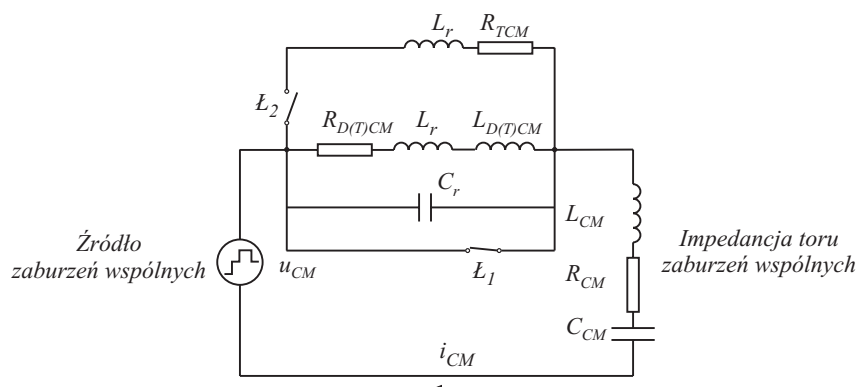 L_r R_TCM
Ł_2
R_D(T)CM L_r L_D(T)CM
C_r
L_CM
Źródło
zaburzeń wspólnych
u_CM
Ł_1
Impedancja toru
zaburzeń wspólnych
R_CM
C_CM
i_CM